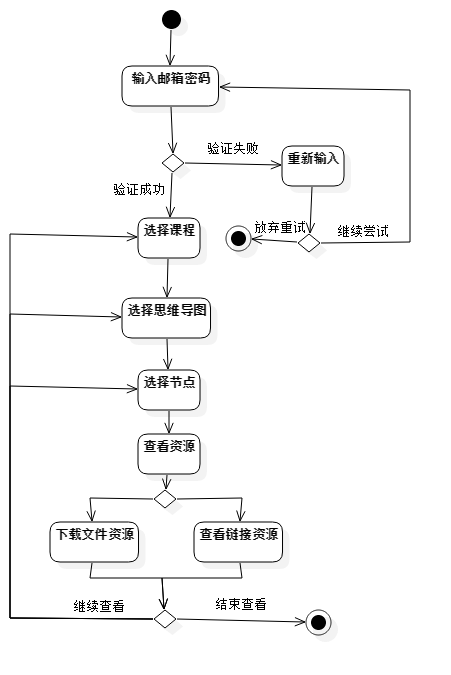 输入邮箱密码
验证失败
重新输入
验证成功
选择课程
放弃重试
继续尝试
选择思维导图
选择节点
查看资源
下载文件资源
查看链接资源
继续查看
结束查看